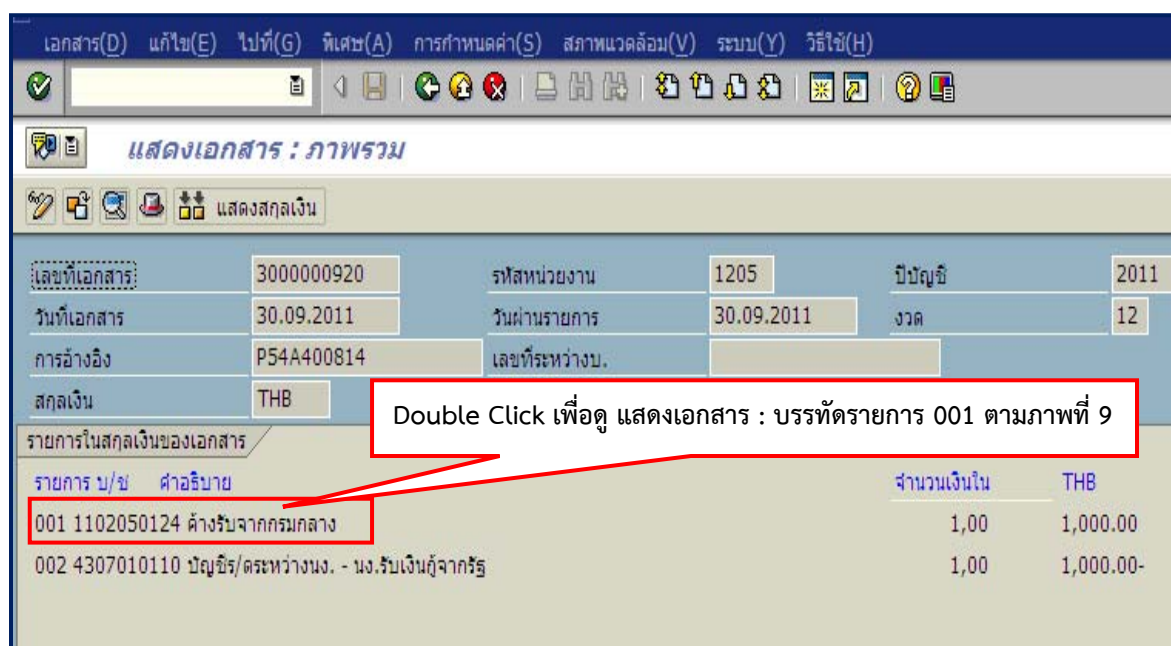 เอกสาร(D) แก้ไข(E) ไปที่(G) พิเศษ(A) การกำหนดค่า(S) สภาพแวดล้อม(V) ระบบ(Y) วิธีใช้(H)
แสดงเอกสาร : ภาพรวม
แสดงสกุลเงิน
เลขที่เอกสาร 3000000920 รหัสหน่วยงาน 1205 ปีบัญชี 2011
วันที่เอกสาร 30.09.2011 วันผ่านรายการ 30.09.2011 งวด 12
การอ้างอิง P54A400814 เลขที่ระหว่างบ.
สกุลเงิน THB
Double Click เพื่อดู แสดงเอกสาร : บรรทัดรายการ 001 ตามภาพที่ 9
รายการในสกุลเงินของเอกสาร
รายการ บ/ช คำอธิบาย จำนวนเงินใน THB
001 1102050124 ค้างรับจากกรมกลาง 1,00 1,000.00
002 4307010110 บัญชีร/ดระหว่างนง. - นง.รับเงินกู้จากรัฐ 1,00 1,000.00-